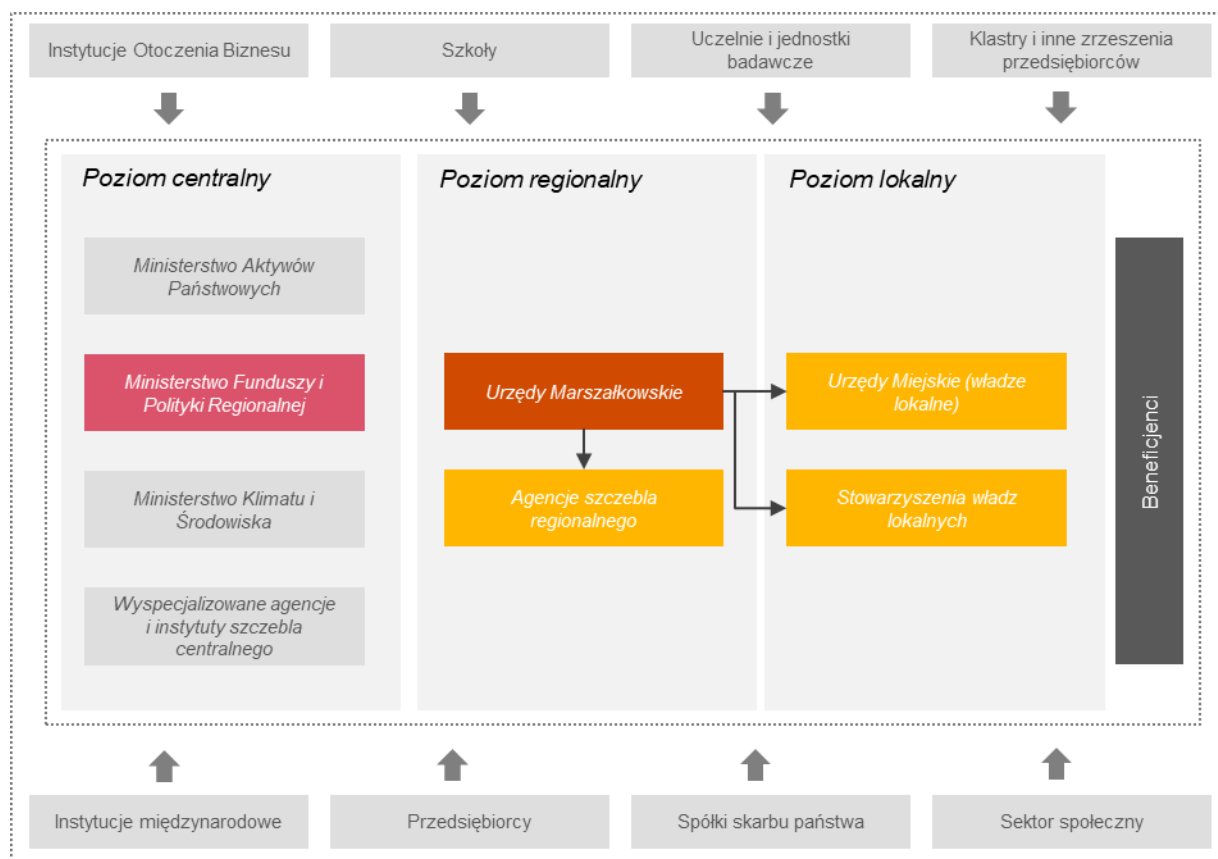 Instytucje Otoczenia Biznesu
Szkoły
Uczelnie i jednostki
badawcze
Klastry i inne zrzeszenia
przedsiębiorców
Poziom centralny
Poziom regionalny
Poziom lokalny
Ministerstwo Aktywów
Państwowych
Ministerstwo Funduszy i
Polityki Regionalnej
Urzędy Marszałkowskie
Urzędy Miejskie (władze
lokalne)
Ministerstwo Klimatu i
Środowiska
Agencje szczebla
regionalnego
Stowarzyszenia władz
lokalnych
Wyspecjalizowane agencje
i instytuty szczebla
centralnego
Beneficjenci
Instytucje międzynarodowe
Przedsiębiorcy
Spółki skarbu państwa
Sektor społeczny